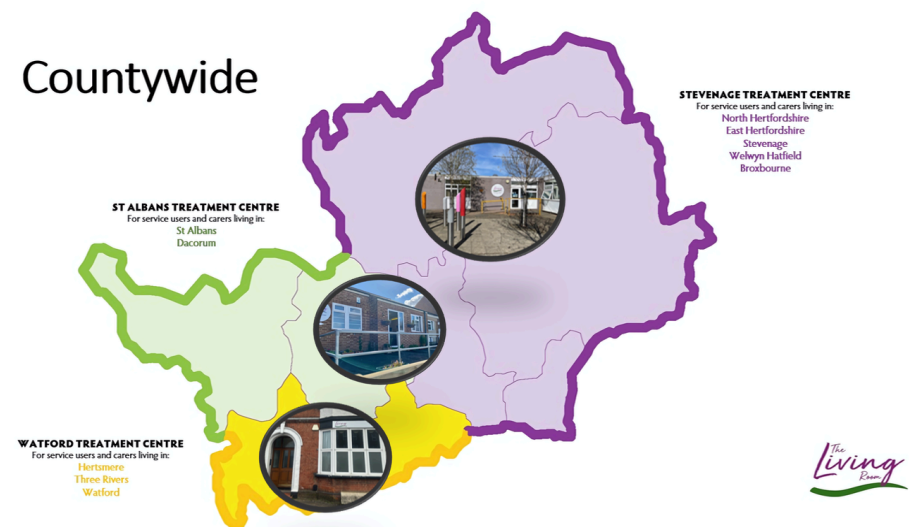 Countywide
STEVENAGE TREATMENT CENTRE
For service users and carers living in:
North Hertfordshire
East Hertfordshire
Stevenage
Welwyn Hatfield
Broxbourne
ST ALBANS TREATMENT CENTRE
For service users and carers living in:
St Albans
Dacorum
WATFORD TREATMENT CENTRE
For service users and carers living in:
Hertsmere
Three Rivers
Watford
The
Living
Room